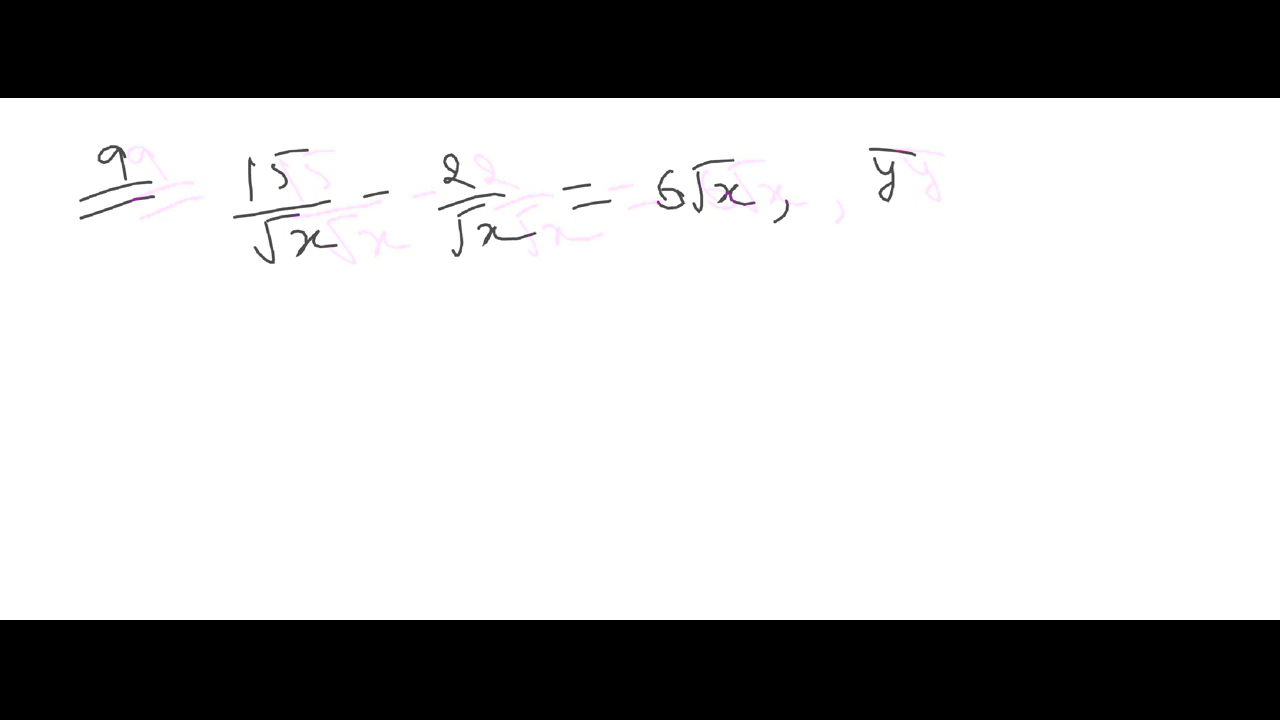 9 15/√x - 2/√x = 6√x, y